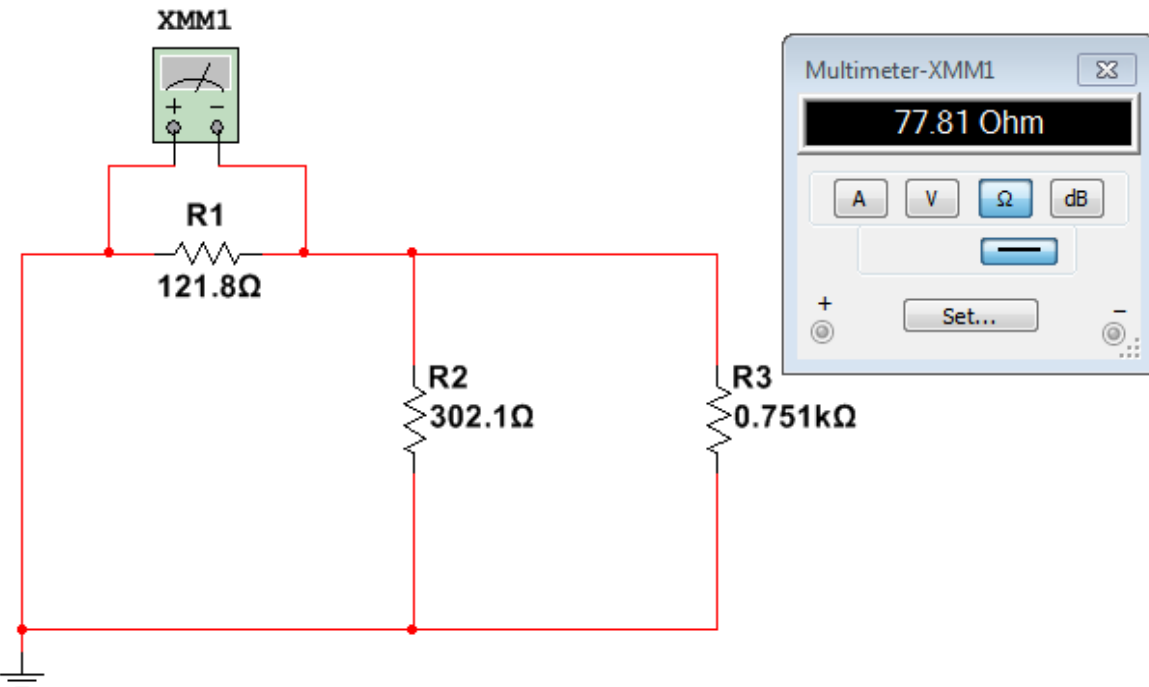 XMM1
+ −
R1
121.8Ω
R2
302.1Ω
R3
0.751kΩ
Multimeter-XMM1
77.81 Ohm
A V Ω dB
+ Set... −